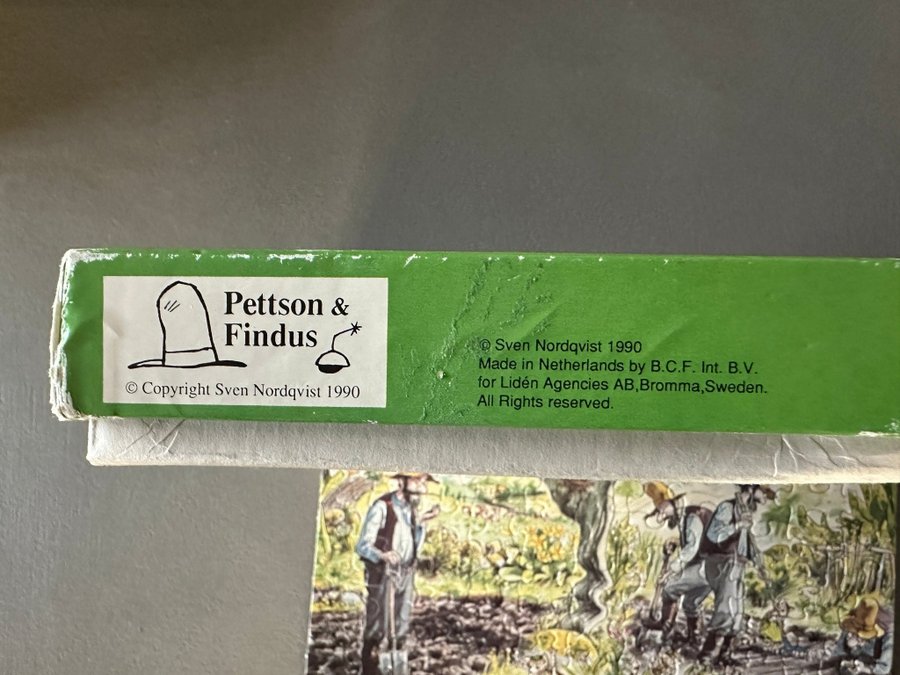 Pettson &
Findus
© Copyright Sven Nordqvist 1990
© Sven Nordqvist 1990
Made in Netherlands by B.C.F. Int. B.V.
for Lidén Agencies AB,Bromma,Sweden.
All Rights reserved.